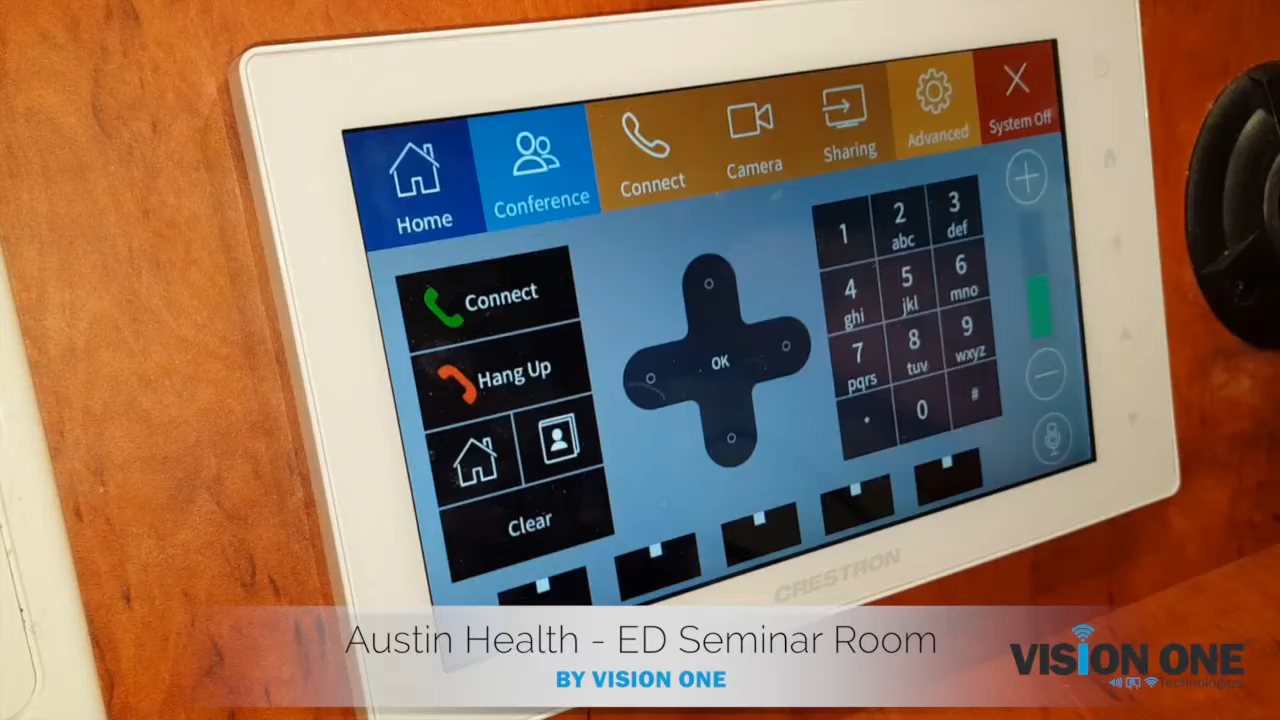 Home
Conference
Connect
Camera
Sharing
Advanced
System Off
Connect
Hang Up
Clear
OK
1
2
abc
3
def
4
ghi
5
jkl
6
mno
7
pqrs
8
tuv
9
wxyz
0
#
CRESTRON
Austin Health - ED Seminar Room
BY VISION ONE
VISION ONE
Technologies